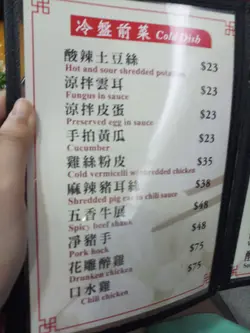 冷盤前菜 Cold Dish
酸辣土豆絲
Hot and sour shredded potatoes $23
涼拌雲耳
Fungus in sauce $23
涼拌皮蛋
Preserved egg in sauce $23
手拍黃瓜
Cucumber $23
雞絲粉皮 $35
Cold vermicelli w/shredded chicken
麻辣豬耳絲 $38
Shredded pig ear in chili sauce
五香牛展 $48
Spicy beef shank
凈豬手 $48
Pork hock
花雕醉雞 $75
Drunken chicken
口水雞 $75
Chili chicken